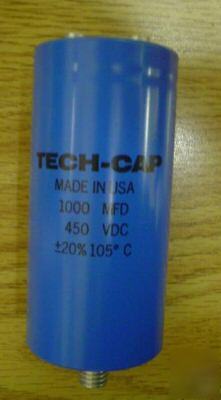 TECH-CAP
MADE IN USA
1000 MFD
450 VDC
±20% 105° C